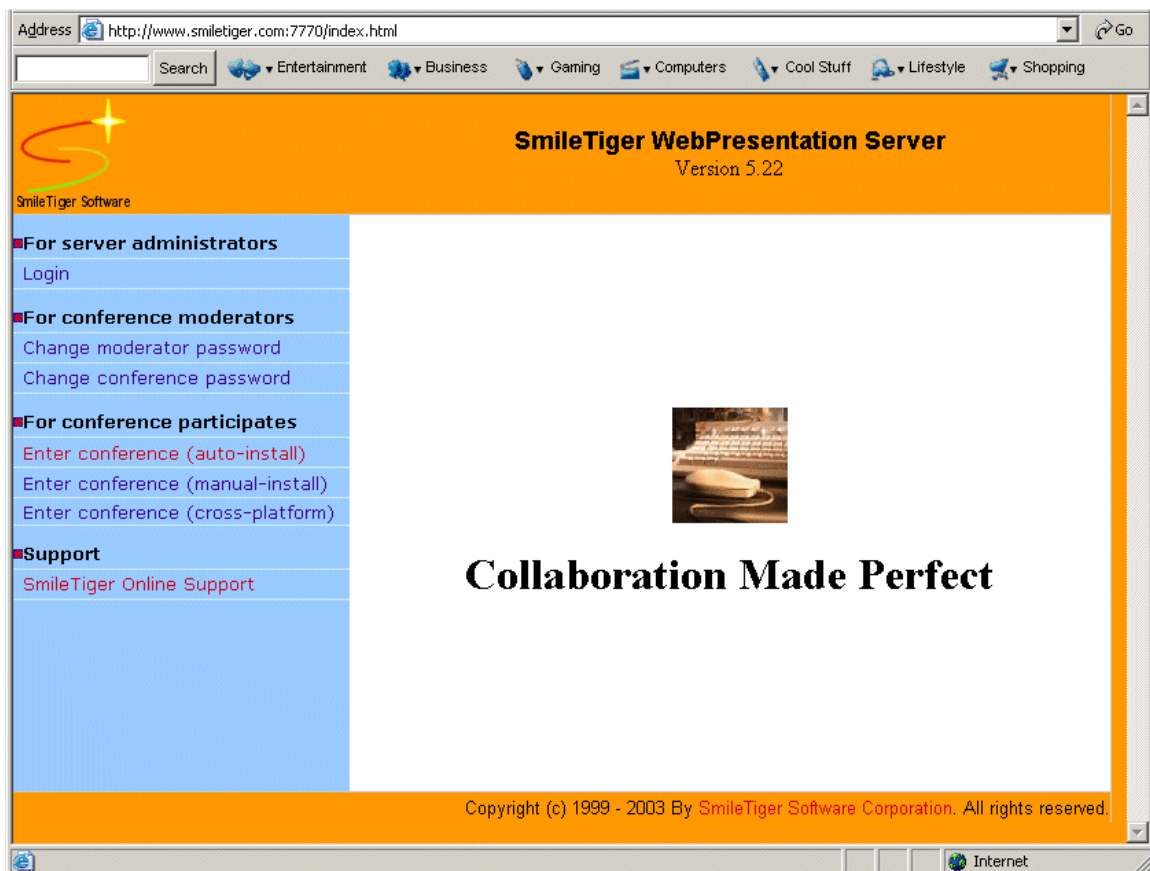 Address http://www.smiletiger.com:7770/index.html Go
Search Entertainment Business Gaming Computers Cool Stuff Lifestyle Shopping
SmileTiger WebPresentation Server
Version 5.22
SmileTiger Software
For server administrators
Login
For conference moderators
Change moderator password
Change conference password
For conference participates
Enter conference (auto-install)
Enter conference (manual-install)
Enter conference (cross-platform)
Support
SmileTiger Online Support
Collaboration Made Perfect
Copyright (c) 1999 - 2003 By SmileTiger Software Corporation. All rights reserved.
Internet